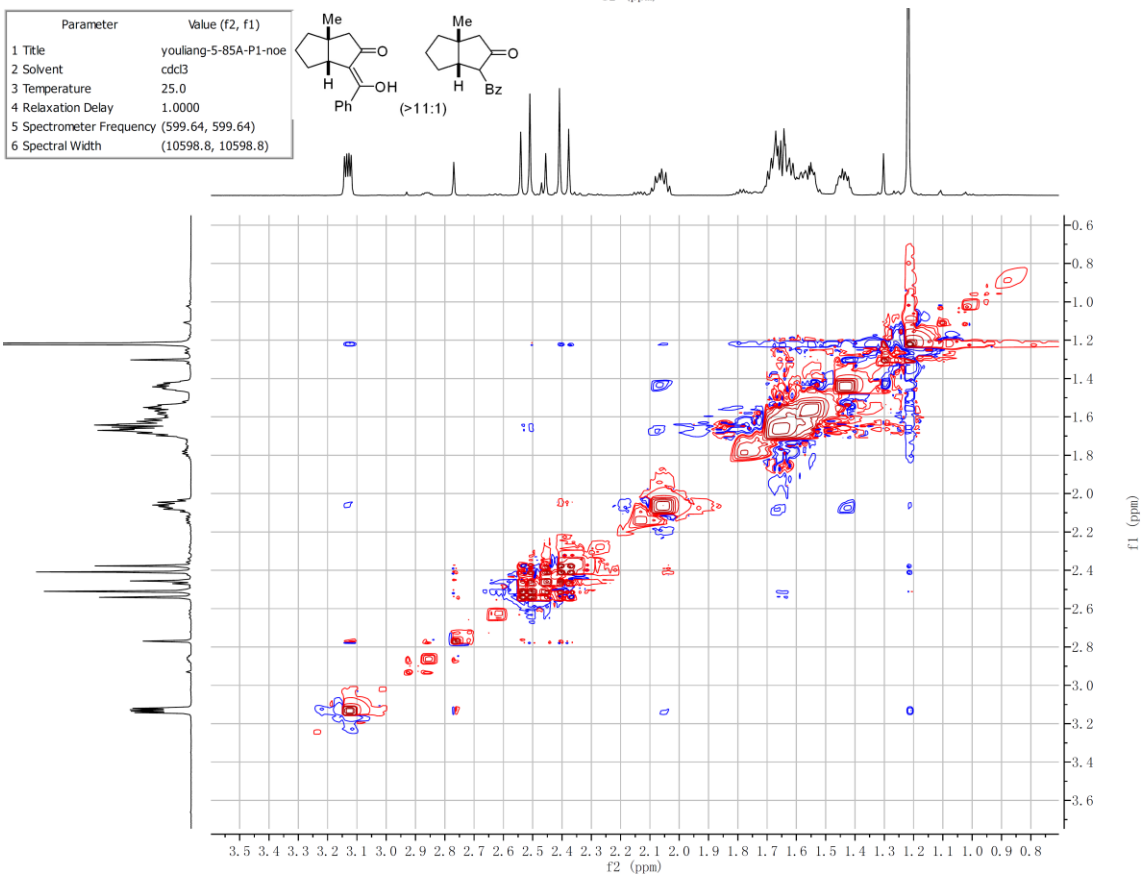 Parameter Value (f2, f1)
1 Title youliang-5-85A-P1-noe
2 Solvent cdcl3
3 Temperature 25.0
4 Relaxation Delay 1.0000
5 Spectrometer Frequency (599.64, 599.64)
6 Spectral Width (10598.8, 10598.8)
Me
O
H
OH
Ph
Me
O
H
Bz
(>11:1)
0.6
0.8
1.0
1.2
1.4
1.6
1.8
2.0
2.2
2.4
2.6
2.8
3.0
3.2
3.4
3.6
f1 (ppm)
3.5 3.4 3.3 3.2 3.1 3.0 2.9 2.8 2.7 2.6 2.5 2.4 2.3 2.2 2.1 2.0 1.9 1.8 1.7 1.6 1.5 1.4 1.3 1.2 1.1 1.0 0.9 0.8
f2 (ppm)